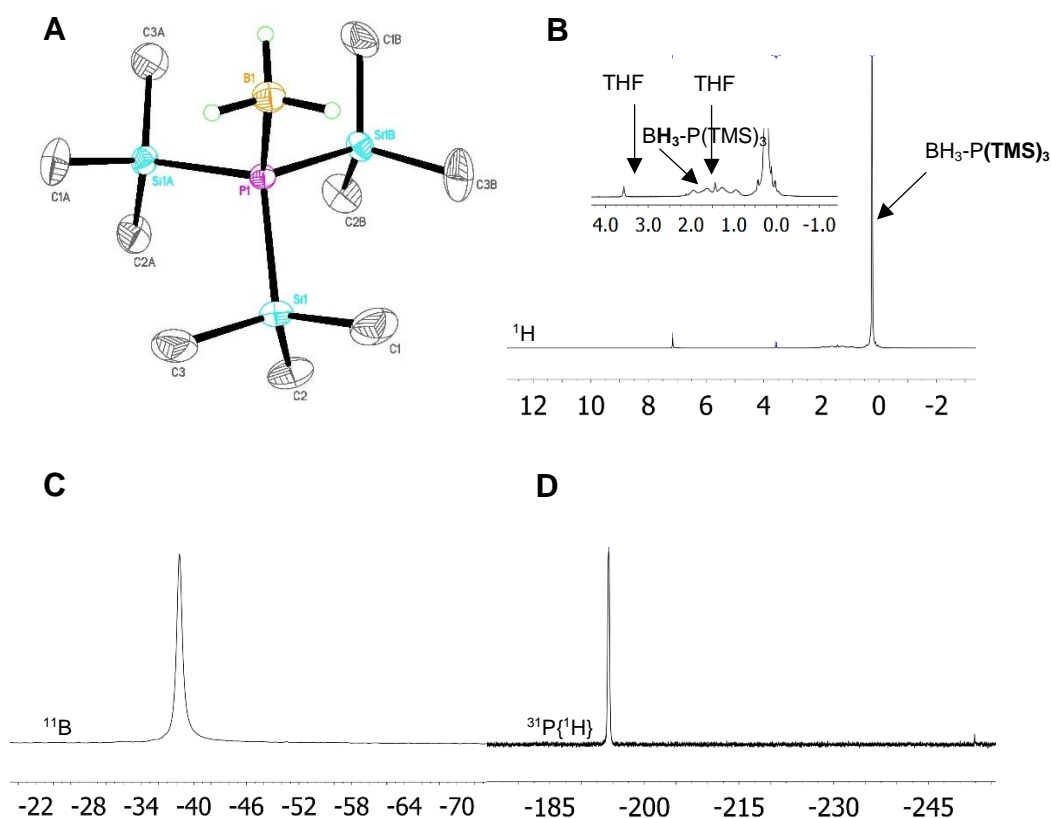 A
C3A
C1B
B1
Si1B
C1A
Si1A
P1
C3B
C2B
C2A
Si1
C1
C3
C2
B
THF THF
BH₃-P(TMS)₃
BH₃-P(TMS)₃
4.0 3.0 2.0 1.0 0.0 -1.0
¹H
12 10 8 6 4 2 0 -2
C
¹¹B
-22 -28 -34 -40 -46 -52 -58 -64 -70
D
³¹P{¹H}
-185 -200 -215 -230 -245